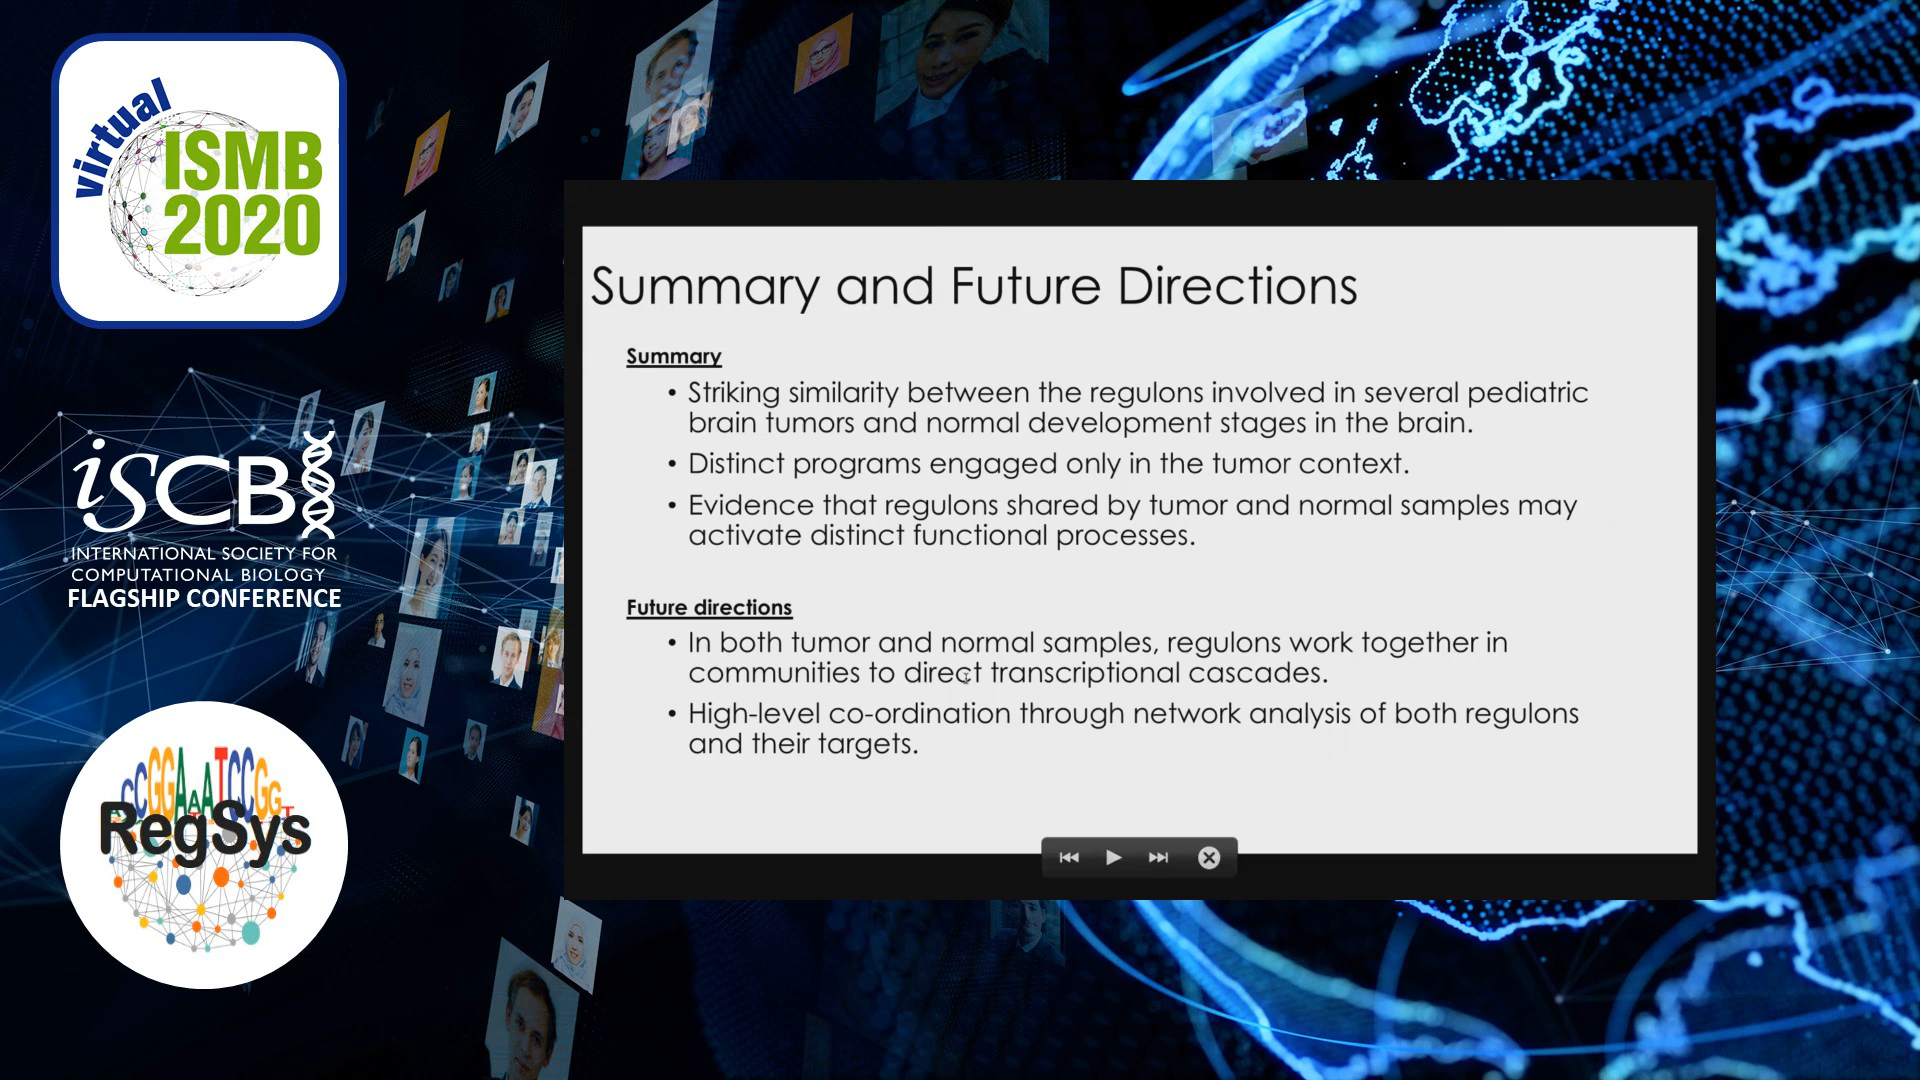 virtual
ISMB
2020
iSCB
INTERNATIONAL SOCIETY FOR
COMPUTATIONAL BIOLOGY
FLAGSHIP CONFERENCE
ACCGGAAATCCGGT
RegSys
Summary and Future Directions
Summary
• Striking similarity between the regulons involved in several pediatric
brain tumors and normal development stages in the brain.
• Distinct programs engaged only in the tumor context.
• Evidence that regulons shared by tumor and normal samples may
activate distinct functional processes.
Future directions
• In both tumor and normal samples, regulons work together in
communities to direct transcriptional cascades.
• High-level co-ordination through network analysis of both regulons
and their targets.